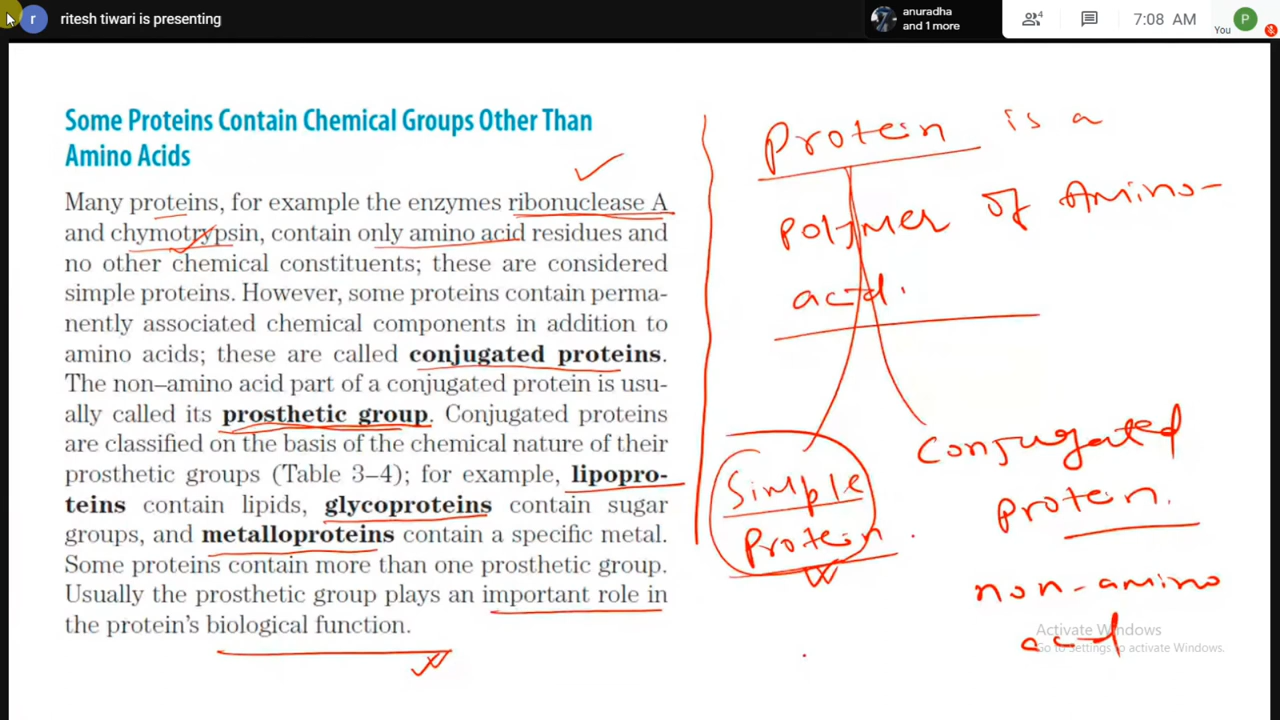 ritesh tiwari is presenting
r
anuradha
and 1 more
4
7:08 AM
You
P
Some Proteins Contain Chemical Groups Other Than
Amino Acids
Many proteins, for example the enzymes ribonuclease A
and chymotrypsin, contain only amino acid residues and
no other chemical constituents; these are considered
simple proteins. However, some proteins contain perma-
nently associated chemical components in addition to
amino acids; these are called conjugated proteins.
The non–amino acid part of a conjugated protein is usu-
ally called its prosthetic group. Conjugated proteins
are classified on the basis of the chemical nature of their
prosthetic groups (Table 3–4); for example, lipopro-
teins contain lipids, glycoproteins contain sugar
groups, and metalloproteins contain a specific metal.
Some proteins contain more than one prosthetic group.
Usually the prosthetic group plays an important role in
the protein's biological function.
Protein is a
polymer of Amino-
acid.
Simple
Protein
Conjugated
Protein.
non-amino
acid
Activate Windows
Go to Settings to activate Windows.